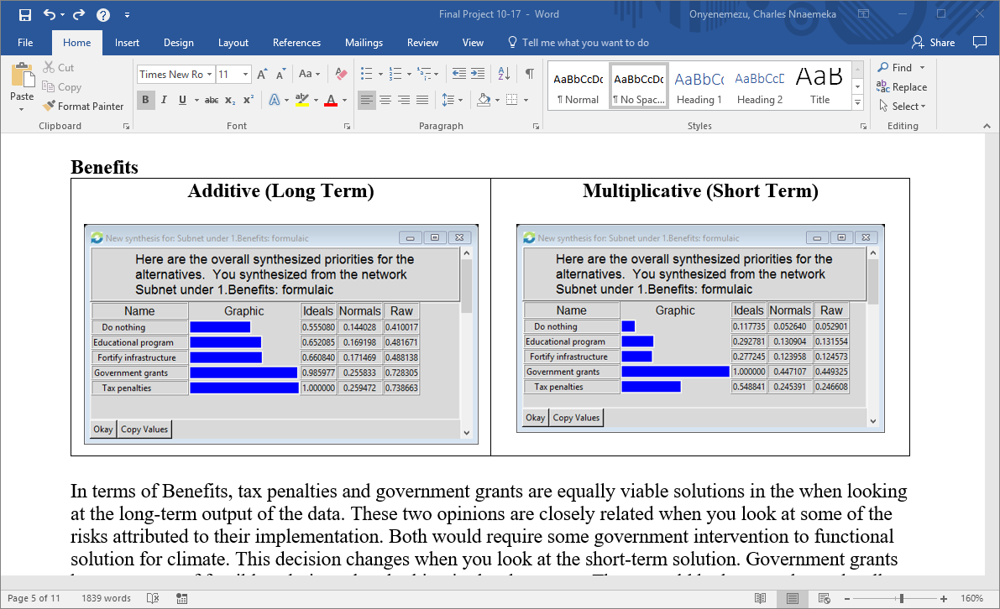 Final Project 10-17 - Word
Onyenemezu, Charles Nnaemeka
File Home Insert Design Layout References Mailings Review View Tell me what you want to do Share
Paste
Cut
Copy
Format Painter
Clipboard
Times New Ro 11
Font
Paragraph
AaBbCcDc AaBbCcDc AaBbCc AaBbCcD AaB
¶ Normal ¶ No Spac... Heading 1 Heading 2 Title
Styles
Find
Replace
Select
Editing
Benefits
Additive (Long Term)
New synthesis for: Subnet under 1.Benefits: formulaic
Here are the overall synthesized priorities for the
alternatives. You synthesized from the network
Subnet under 1.Benefits: formulaic
Name Graphic Ideals Normals Raw
Do nothing 0.555080 0.144028 0.410017
Educational program 0.652085 0.169198 0.481671
Fortify infrastructure 0.660840 0.171469 0.488138
Government grants 0.985977 0.255833 0.728305
Tax penalties 1.000000 0.259472 0.738663
Okay Copy Values
Multiplicative (Short Term)
New synthesis for: Subnet under 1.Benefits: formulaic
Here are the overall synthesized priorities for the
alternatives. You synthesized from the network
Subnet under 1.Benefits: formulaic
Name Graphic Ideals Normals Raw
Do nothing 0.117735 0.052640 0.052901
Educational program 0.292781 0.130904 0.131554
Fortify infrastructure 0.277245 0.123958 0.124573
Government grants 1.000000 0.447107 0.449325
Tax penalties 0.548841 0.245391 0.246608
Okay Copy Values
In terms of Benefits, tax penalties and government grants are equally viable solutions in the when looking
at the long-term output of the data. These two opinions are closely related when you look at some of the
risks attributed to their implementation. Both would require some government intervention to functional
solution for climate. This decision changes when you look at the short-term solution. Government grants
Page 5 of 11 1839 words 160%